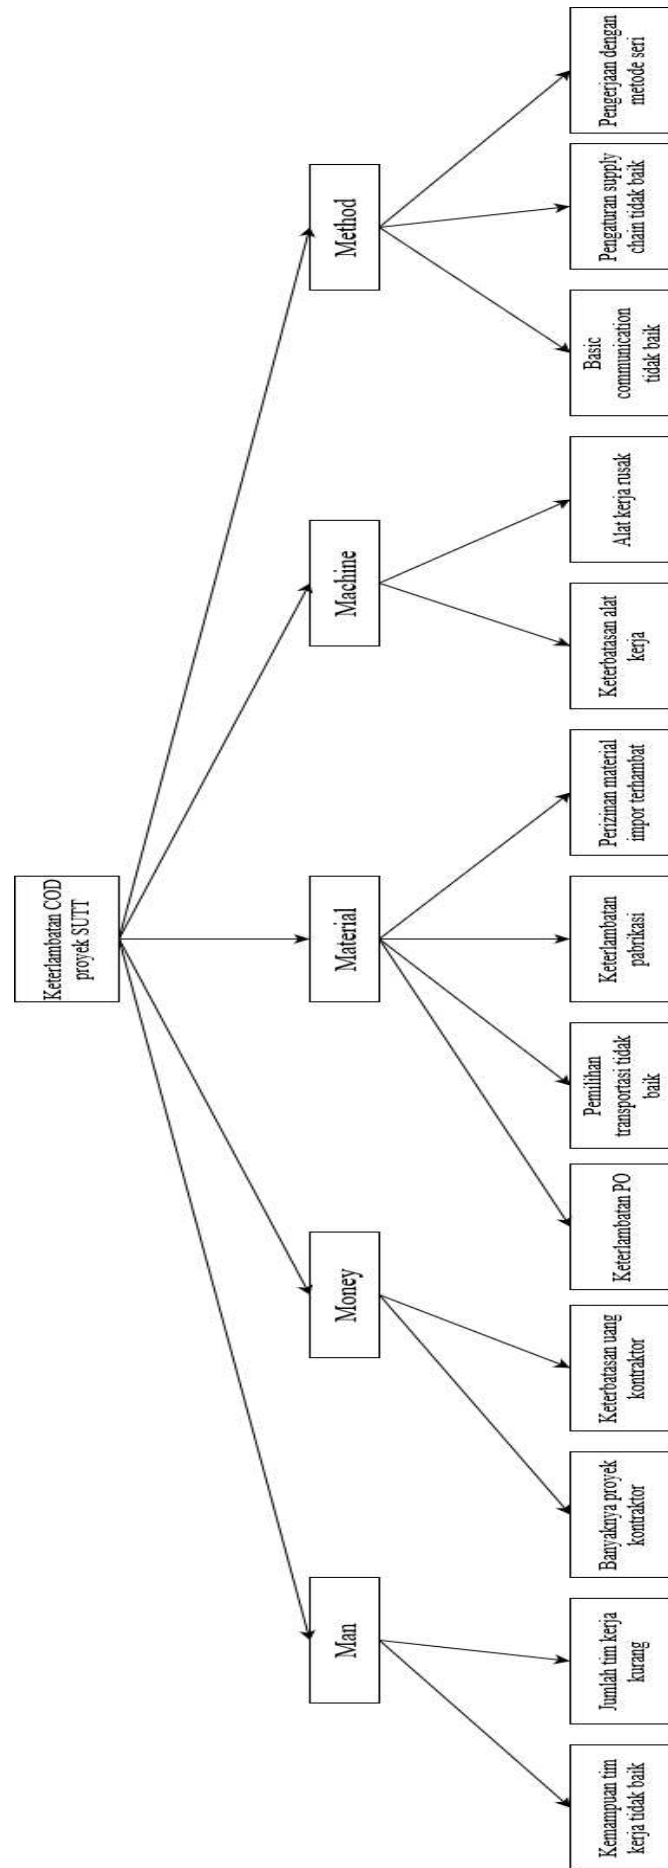 Keterlambatan COD
proyek SUTT
Man
Money
Material
Machine
Method
Kemampuan tim
kerja tidak baik
Jumlah tim kerja
kurang
Banyaknya proyek
kontraktor
Keterbatasan uang
kontraktor
Keterlambatan PO
Pemilihan
transportasi tidak
baik
Keterlambatan
pabrikasi
Perizinan material
impor terhambat
Keterbatasan alat
kerja
Alat kerja rusak
Basic
communication
tidak baik
Pengaturan supply
chain tidak baik
Pengerjaan dengan
metode seri